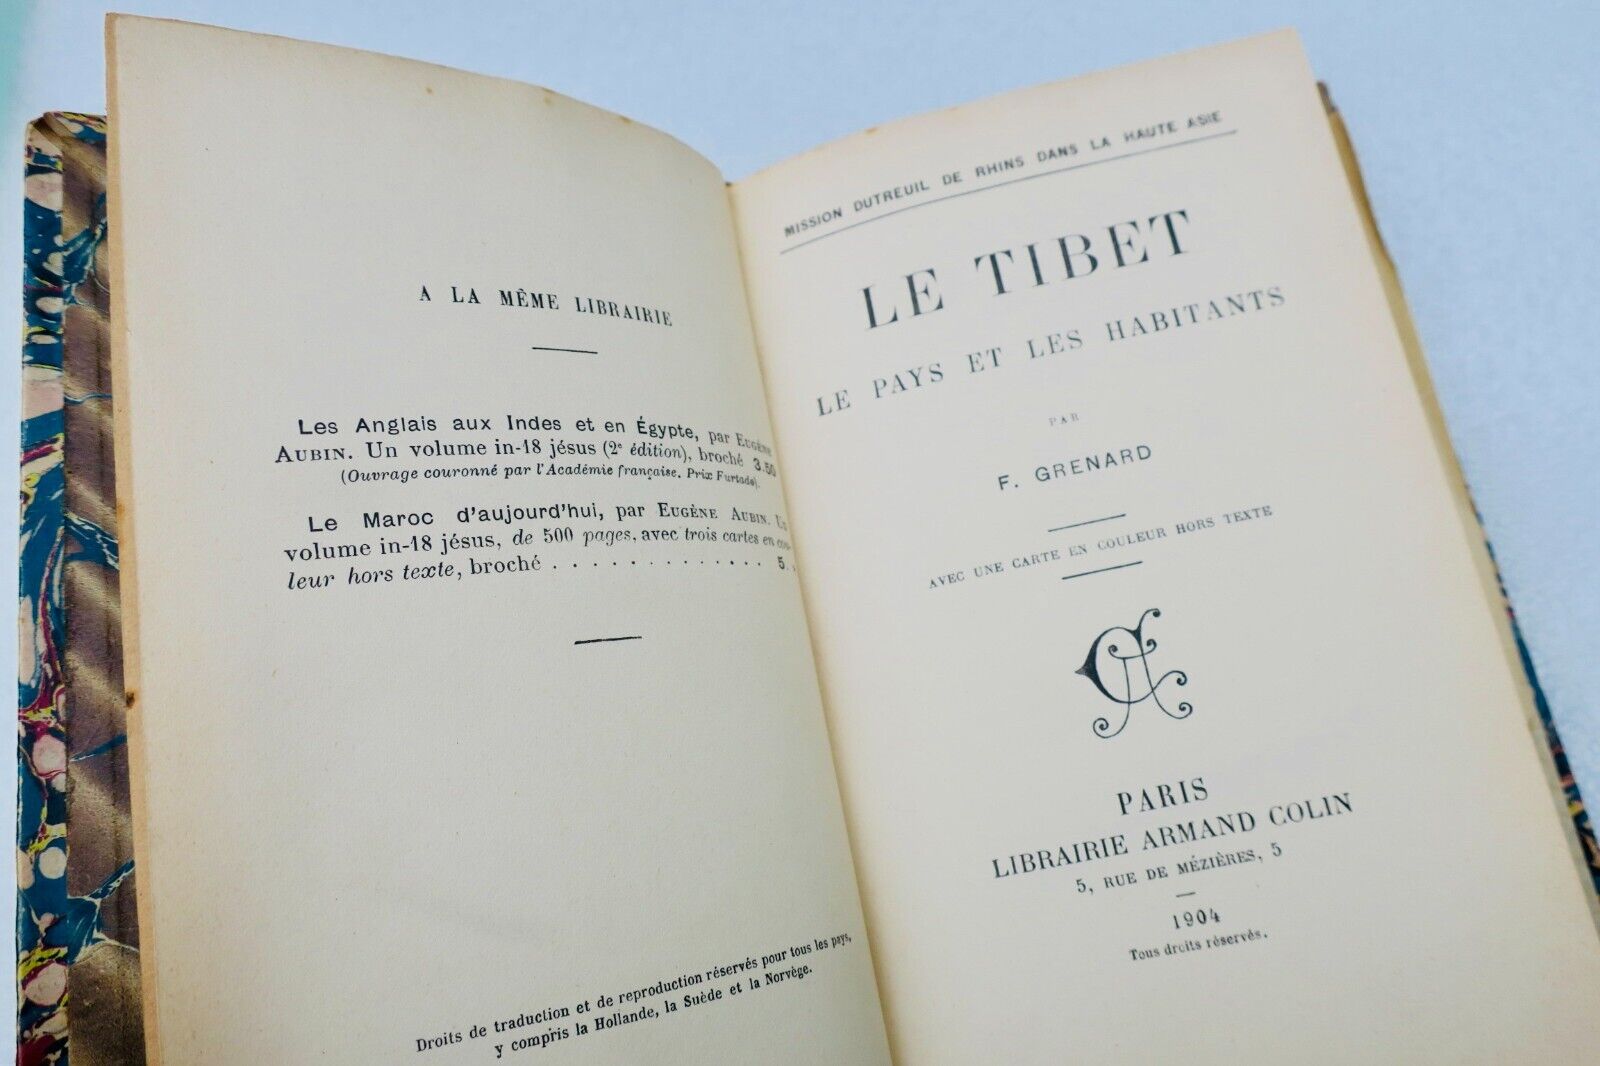 A LA MÊME LIBRAIRIE
Les Anglais aux Indes et en Égypte, par EUGÈNE
AUBIN. Un volume in-18 jésus (2e édition), broché 3.50
(Ouvrage couronné par l'Académie française. Prix Furtado).
Le Maroc d'aujourd'hui, par EUGÈNE AUBIN. Un
volume in-18 jésus, de 500 pages, avec trois cartes en cou-
leur hors texte, broché . . . . . . . . . . . . . 5. »
Droits de traduction et de reproduction réservés pour tous les pays,
y compris la Hollande, la Suède et la Norvège.
MISSION DUTREUIL DE RHINS DANS LA HAUTE ASIE
LE TIBET
LE PAYS ET LES HABITANTS
PAR
F. GRENARD
AVEC UNE CARTE EN COULEUR HORS TEXTE
PARIS
LIBRAIRIE ARMAND COLIN
5, RUE DE MÉZIÈRES, 5
1904
Tous droits réservés.